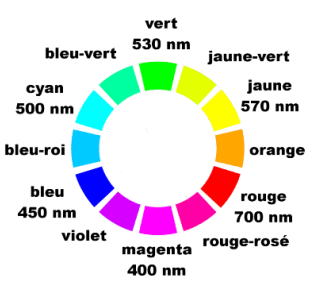 vert
530 nm
bleu-vert
jaune-vert
cyan
500 nm
jaune
570 nm
bleu-roi
orange
bleu
450 nm
rouge
700 nm
violet
rouge-rosé
magenta
400 nm